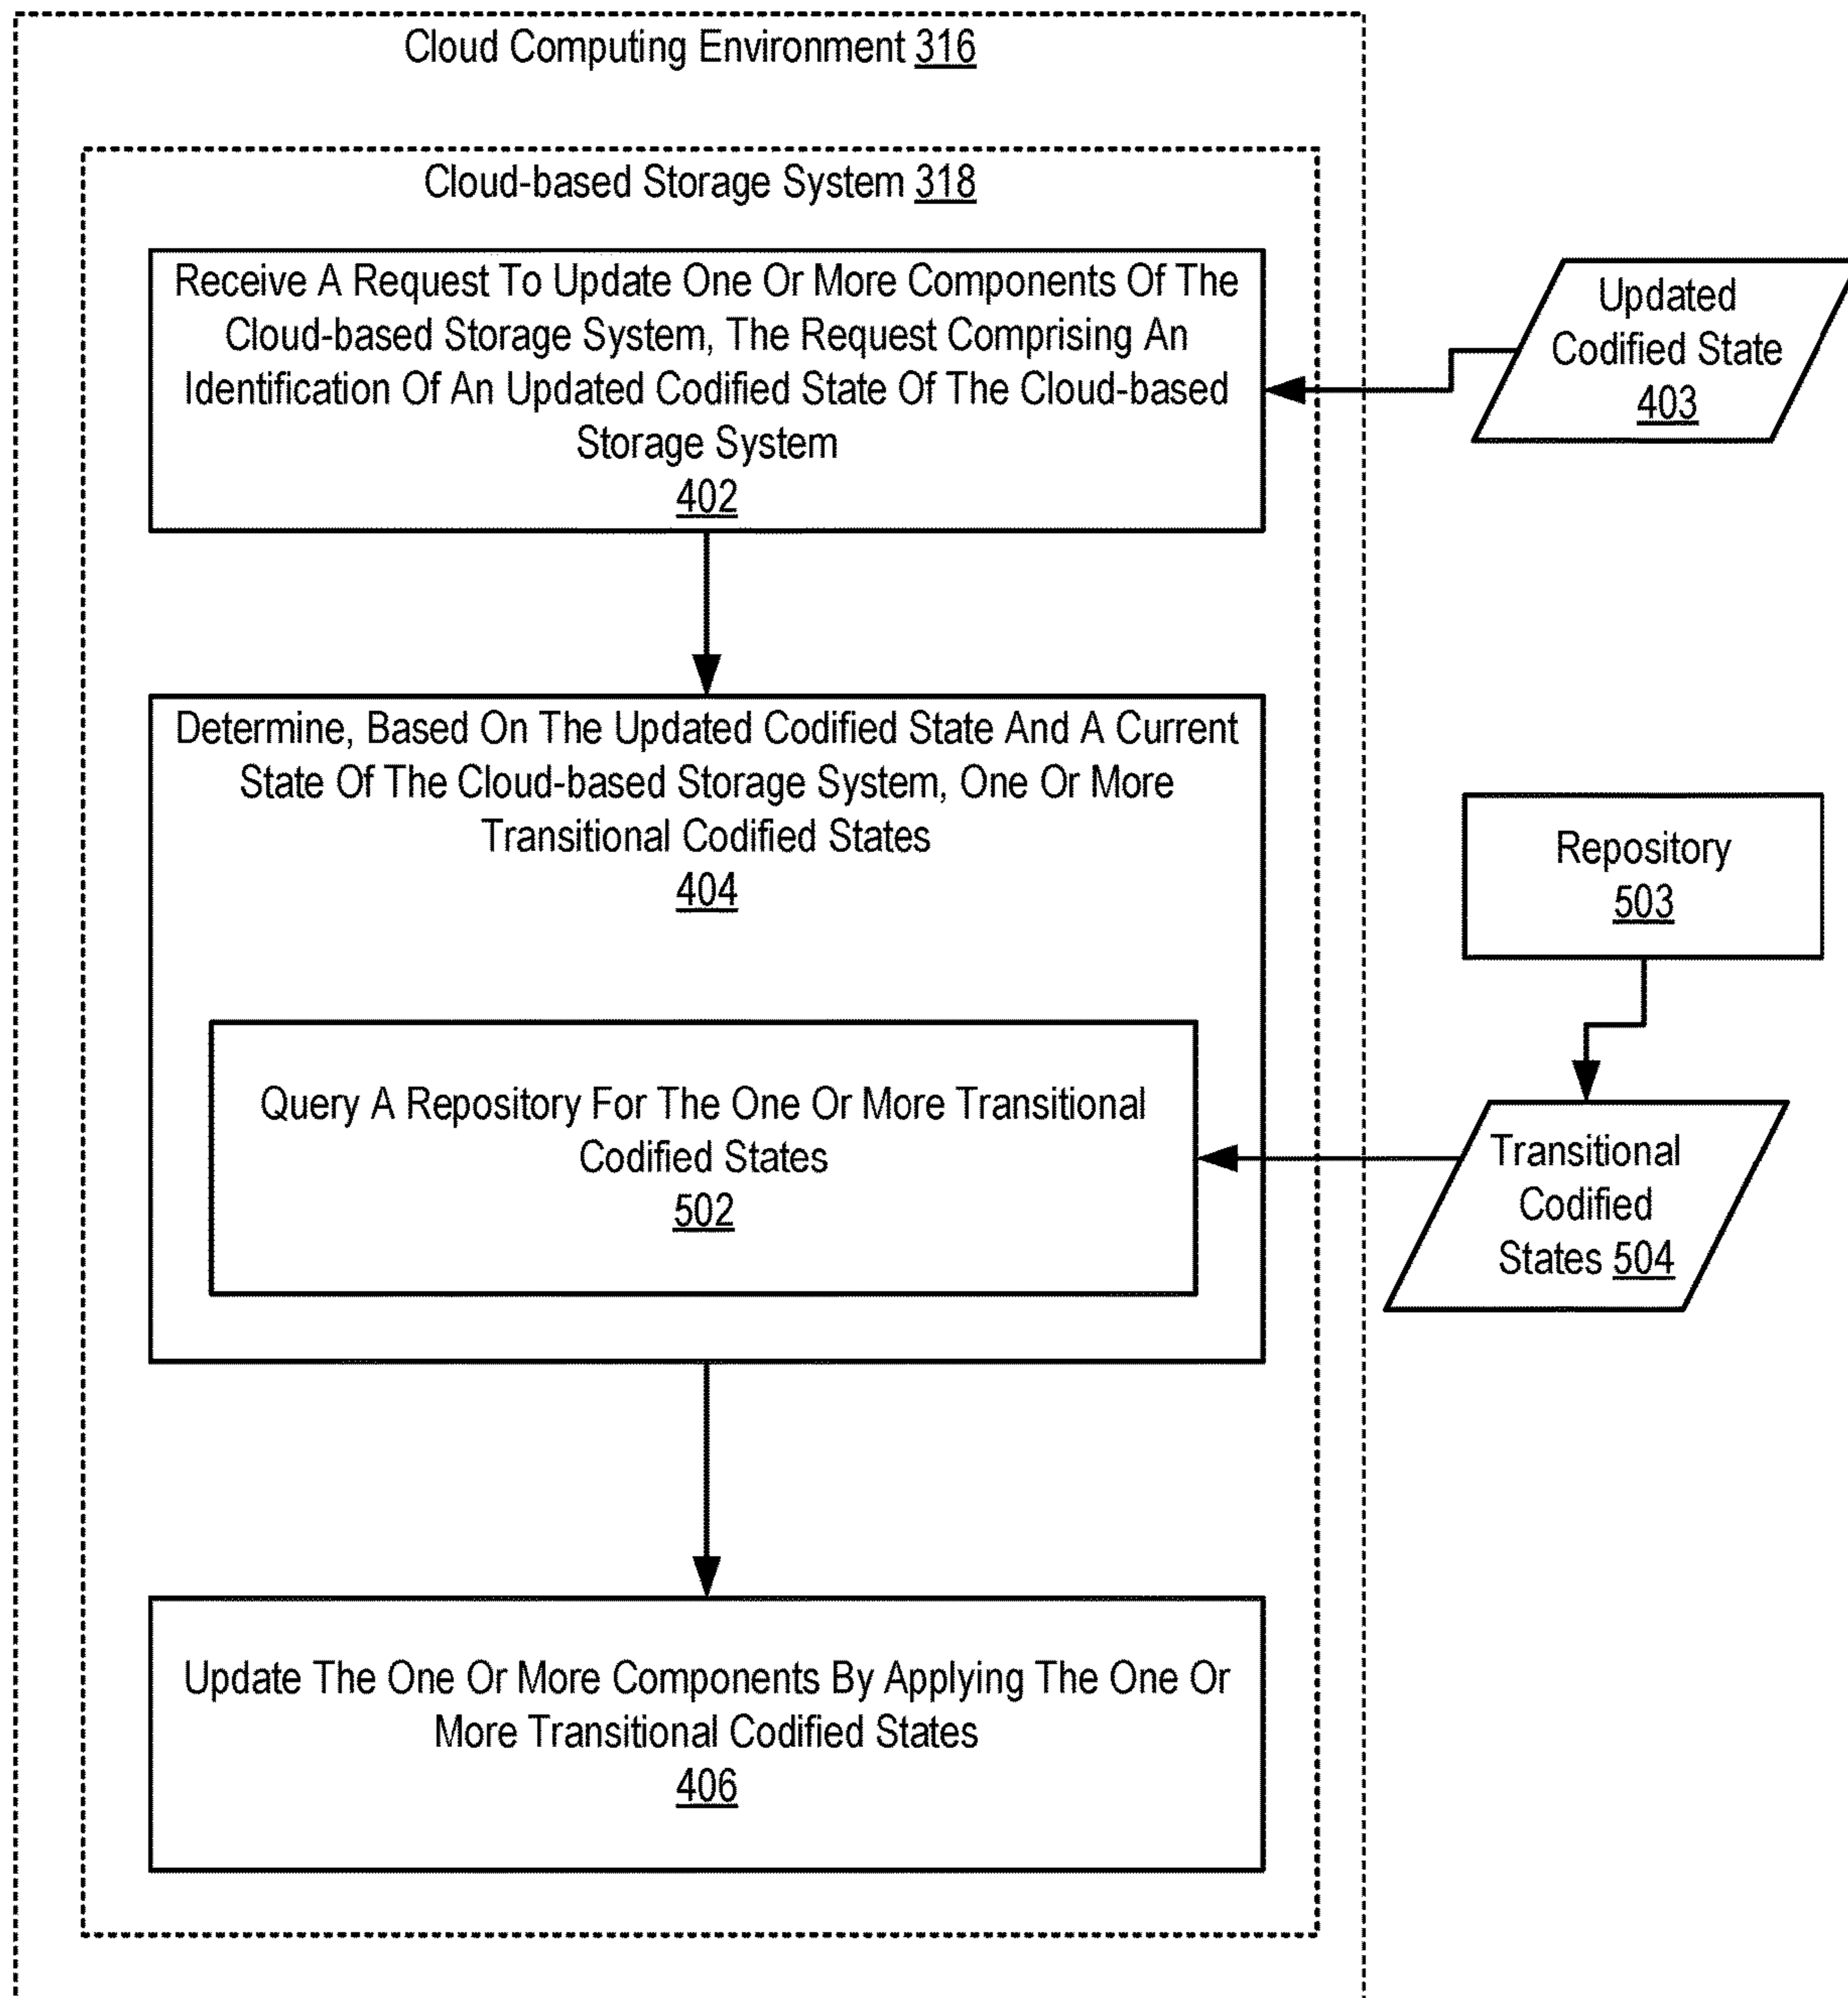 Cloud Computing Environment 316
Cloud-based Storage System 318
Receive A Request To Update One Or More Components Of The
Cloud-based Storage System, The Request Comprising An
Identification Of An Updated Codified State Of The Cloud-based
Storage System
402
Updated
Codified State
403
Determine, Based On The Updated Codified State And A Current
State Of The Cloud-based Storage System, One Or More
Transitional Codified States
404
Repository
503
Query A Repository For The One Or More Transitional
Codified States
502
Transitional
Codified
States 504
Update The One Or More Components By Applying The One Or
More Transitional Codified States
406